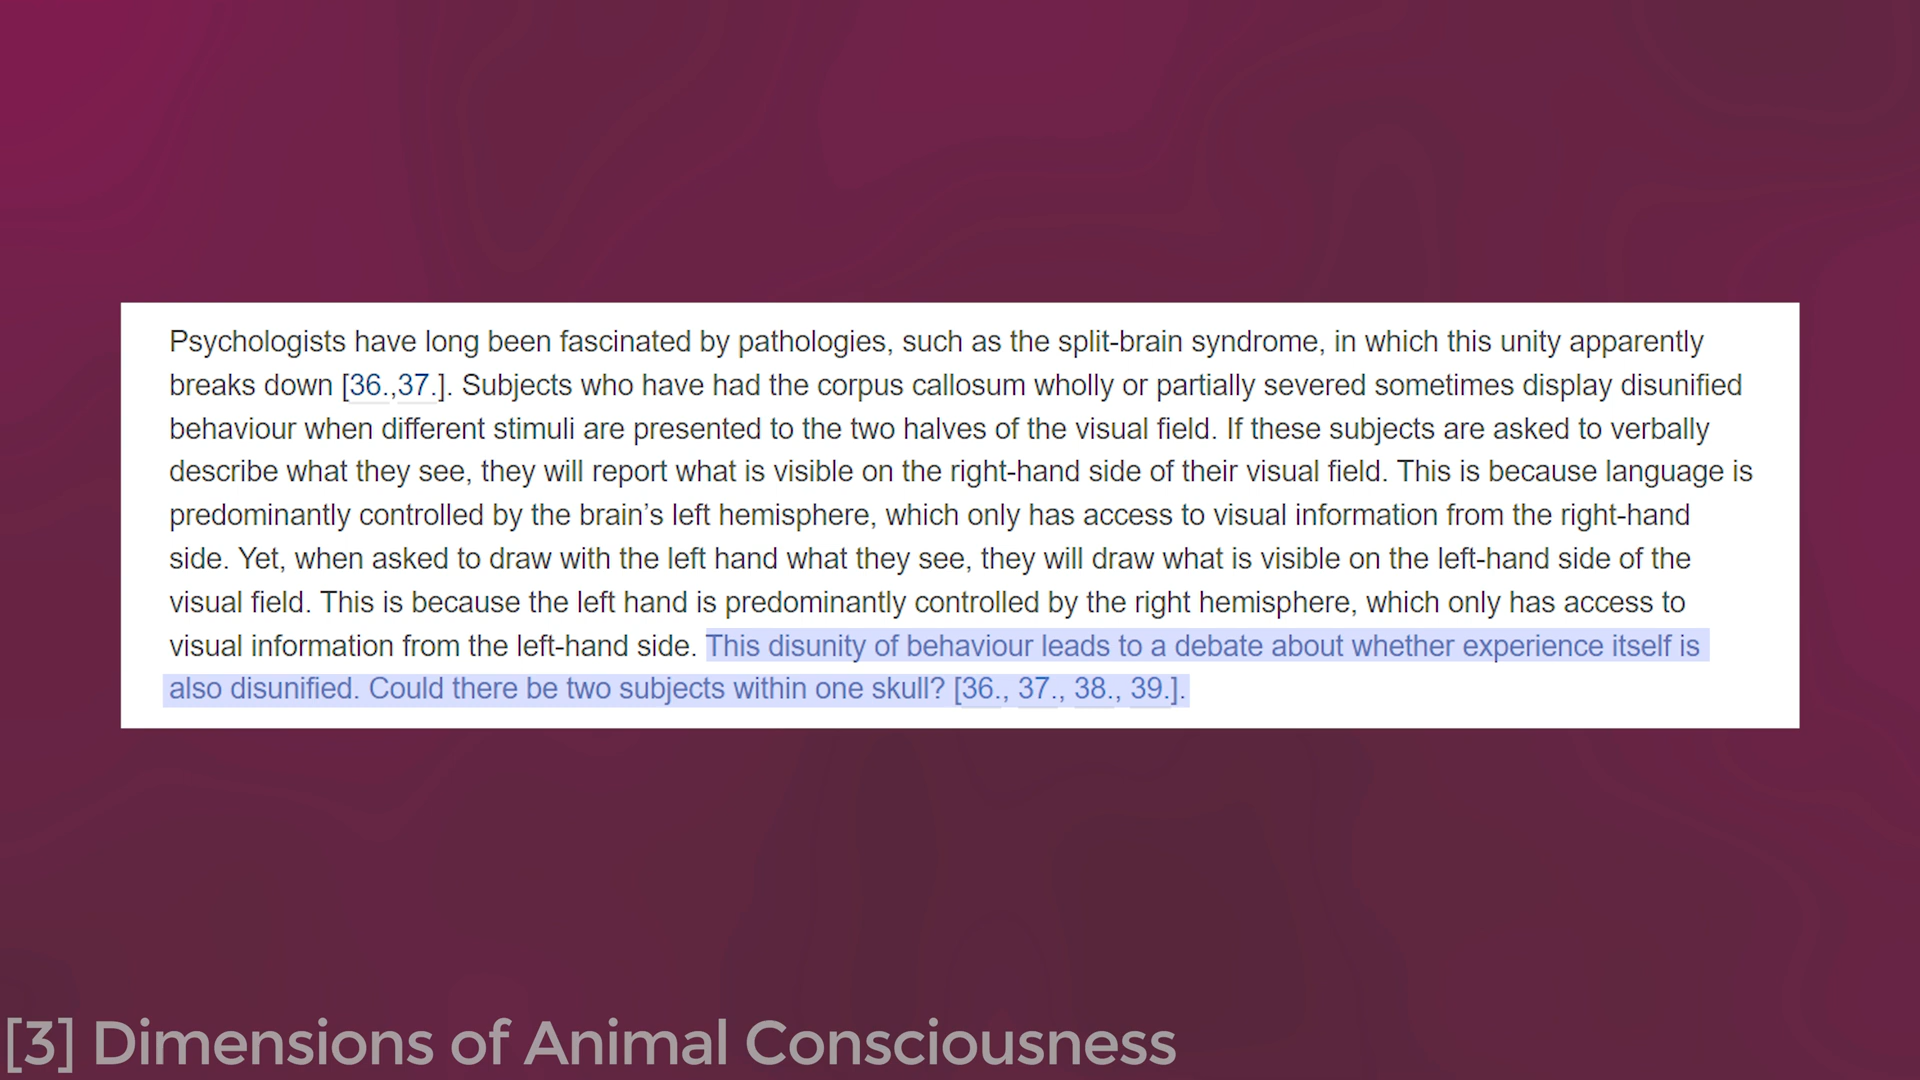 Psychologists have long been fascinated by pathologies, such as the split-brain syndrome, in which this unity apparently
breaks down [36.,37.]. Subjects who have had the corpus callosum wholly or partially severed sometimes display disunified
behaviour when different stimuli are presented to the two halves of the visual field. If these subjects are asked to verbally
describe what they see, they will report what is visible on the right-hand side of their visual field. This is because language is
predominantly controlled by the brain’s left hemisphere, which only has access to visual information from the right-hand
side. Yet, when asked to draw with the left hand what they see, they will draw what is visible on the left-hand side of the
visual field. This is because the left hand is predominantly controlled by the right hemisphere, which only has access to
visual information from the left-hand side. This disunity of behaviour leads to a debate about whether experience itself is
also disunified. Could there be two subjects within one skull? [36., 37., 38., 39.].
[3] Dimensions of Animal Consciousness